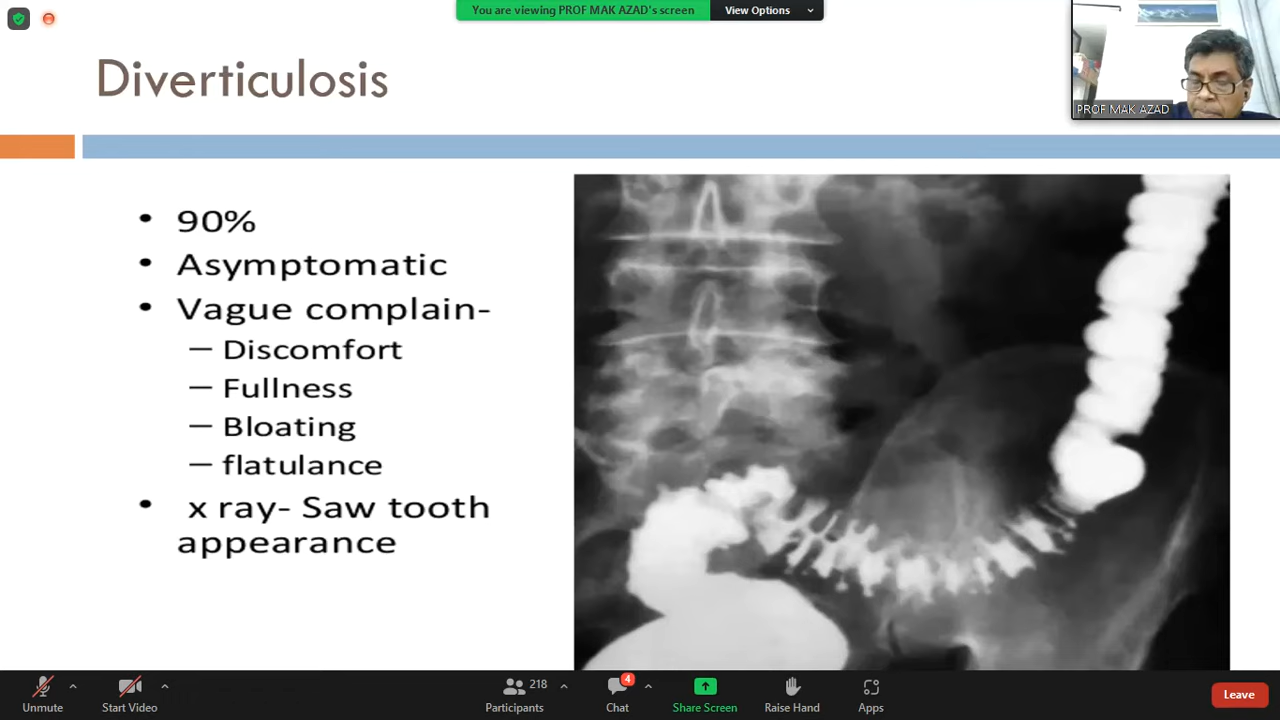 You are viewing PROF MAK AZAD's screen
View Options
PROF MAK AZAD
Diverticulosis
• 90%
• Asymptomatic
• Vague complain-
– Discomfort
– Fullness
– Bloating
– flatulance
• x ray- Saw tooth
appearance
Unmute
Start Video
218
Participants
4
Chat
Share Screen
Raise Hand
Apps
Leave